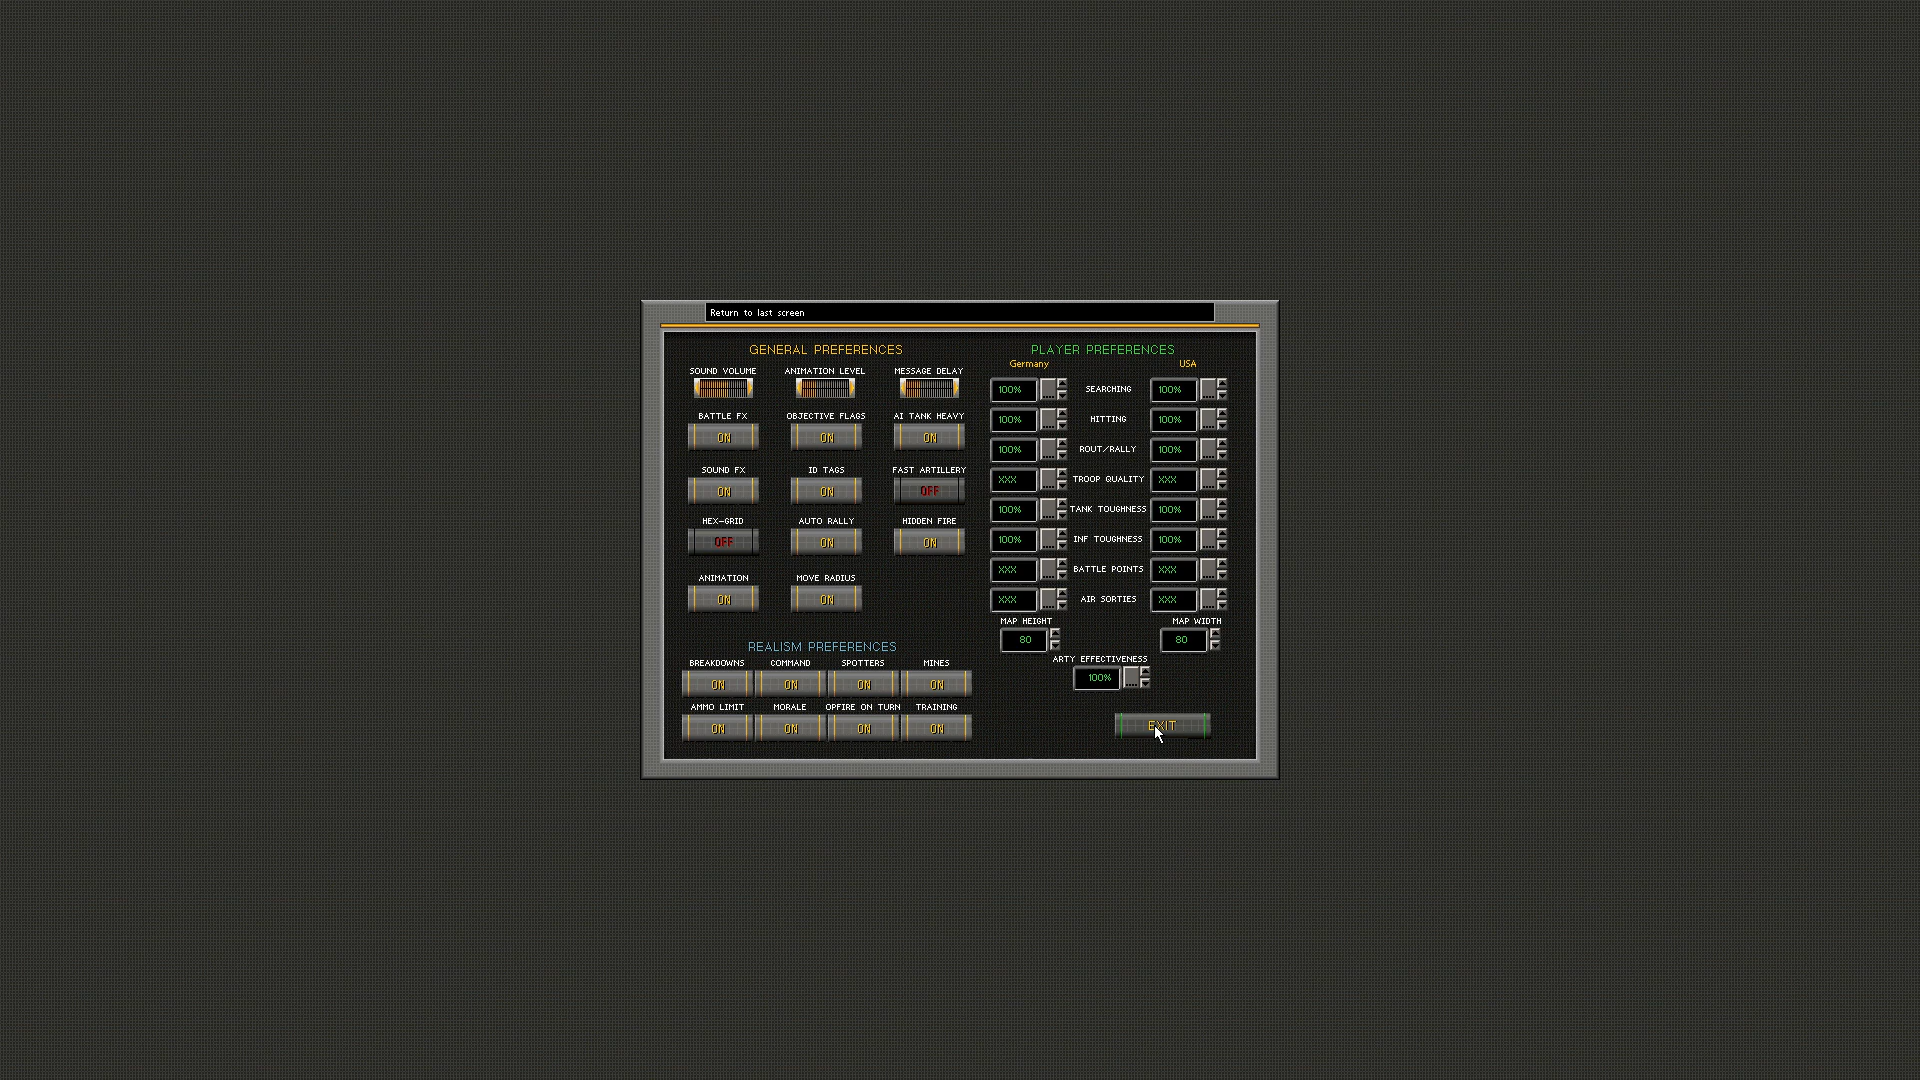 Return to last screen
GENERAL PREFERENCES
SOUND VOLUME ANIMATION LEVEL MESSAGE DELAY
BATTLE FX OBJECTIVE FLAGS AI TANK HEAVY
ON ON ON
SOUND FX ID TAGS FAST ARTILLERY
ON ON OFF
HEX-GRID AUTO RALLY HIDDEN FIRE
OFF ON ON
ANIMATION MOVE RADIUS
ON ON
REALISM PREFERENCES
BREAKDOWNS COMMAND SPOTTERS MINES
ON ON ON ON
AMMO LIMIT MORALE OPFIRE ON TURN TRAINING
ON ON ON ON
PLAYER PREFERENCES
Germany USA
100% SEARCHING 100%
100% HITTING 100%
100% ROUT/RALLY 100%
XXX TROOP QUALITY XXX
100% TANK TOUGHNESS 100%
100% INF TOUGHNESS 100%
XXX BATTLE POINTS XXX
XXX AIR SORTIES XXX
MAP HEIGHT MAP WIDTH
80 80
ARTY EFFECTIVENESS
100%
EXIT